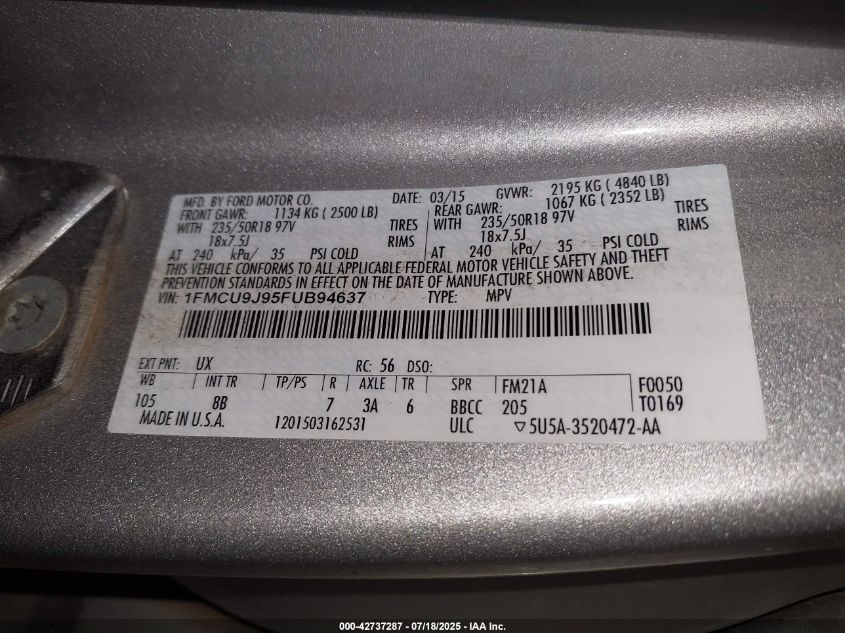 MFD. BY FORD MOTOR CO. DATE: 03/15 GVWR: 2195 KG ( 4840 LB)
FRONT GAWR: 1134 KG ( 2500 LB) REAR GAWR: 1067 KG ( 2352 LB)
WITH 235/50R18 97V TIRES WITH 235/50R18 97V TIRES
18x7.5J RIMS 18x7.5J RIMS
AT 240 kPa/ 35 PSI COLD AT 240 kPa/ 35 PSI COLD
THIS VEHICLE CONFORMS TO ALL APPLICABLE FEDERAL MOTOR VEHICLE SAFETY AND THEFT
PREVENTION STANDARDS IN EFFECT ON THE DATE OF MANUFACTURE SHOWN ABOVE.
VIN: 1FMCU9J95FUB94637 TYPE: MPV
EXT PNT: UX RC: 56 DSO:
WB INT TR TP/PS R AXLE TR SPR FM21A F0050
105 8B 7 3A 6 BBCC 205 T0169
MADE IN U.S.A. 1201503162531 ULC ▽5U5A-3520472-AA
000-42737287 - 07/18/2025 - IAA Inc.